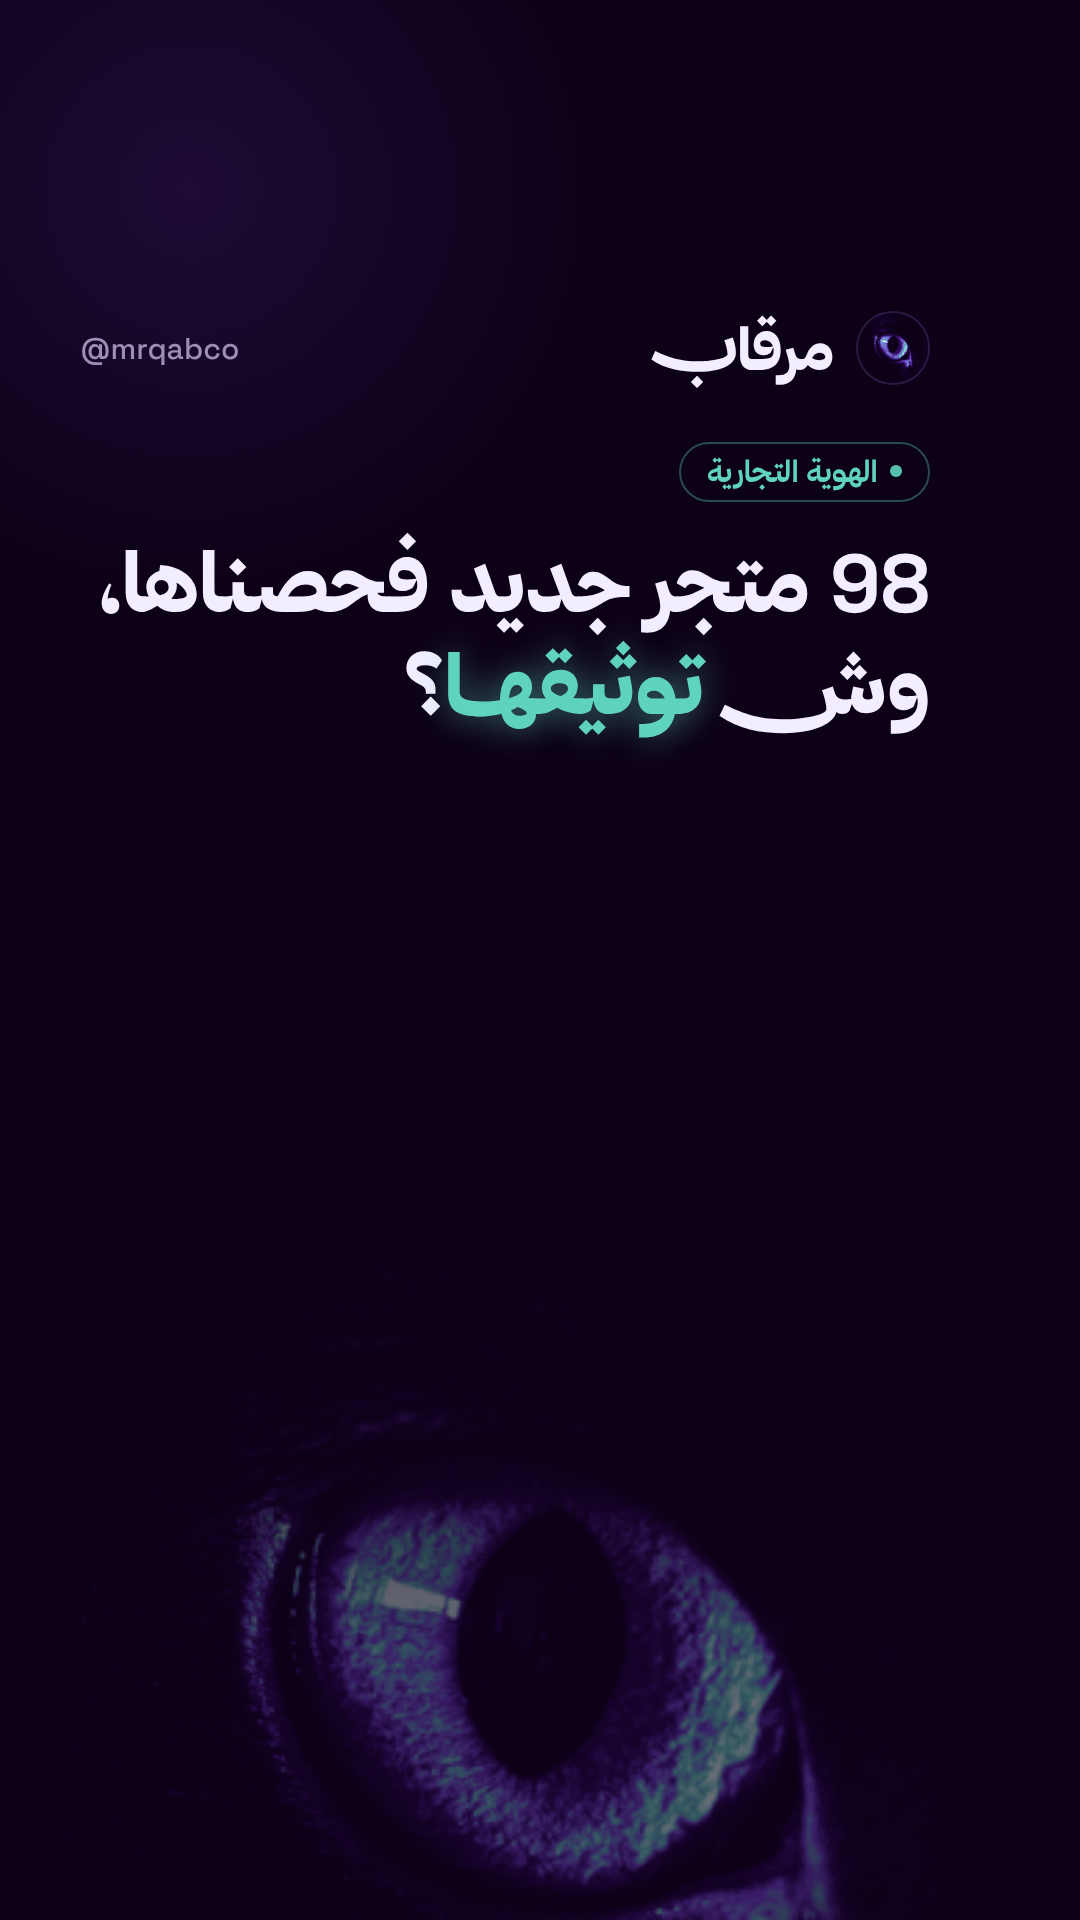 مرقاب
@mrqabco
الهوية التجارية
98 متجر جديد فحصناها،
وش توثيقها؟